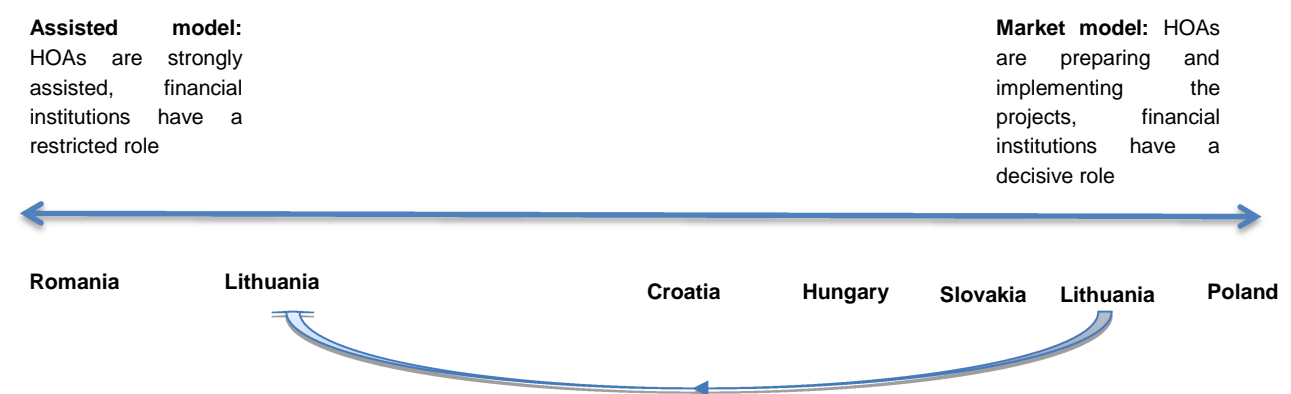 Assisted model:
HOAs are strongly
assisted, financial
institutions have a
restricted role
Market model: HOAs
are preparing and
implementing the
projects, financial
institutions have a
decisive role
Romania Lithuania Croatia Hungary Slovakia Lithuania Poland